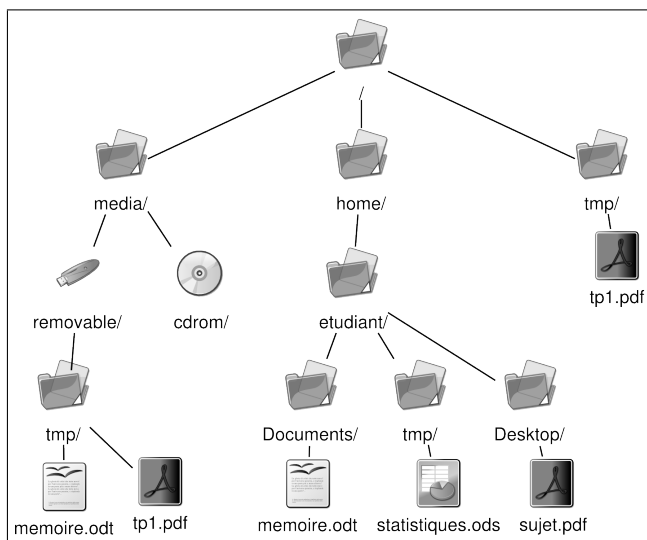 /
media/ home/ tmp/
tp1.pdf
removable/ cdrom/ etudiant/
tmp/ Documents/ tmp/ Desktop/
memoire.odt tp1.pdf memoire.odt statistiques.ods sujet.pdf